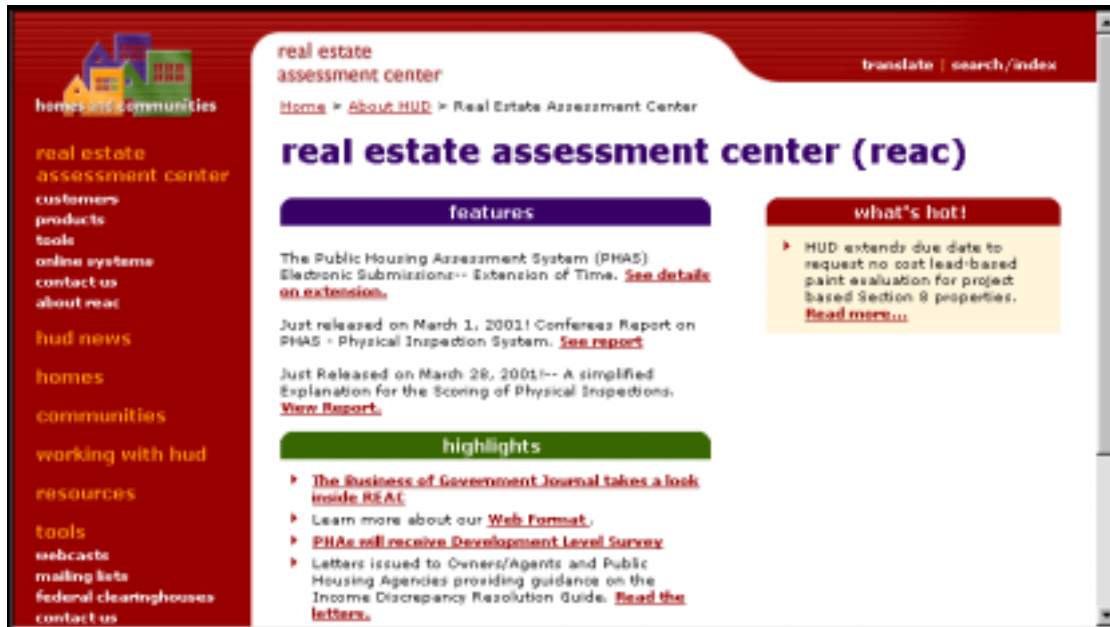 homes and communities
real estate
assessment center
customers
products
tools
online systems
contact us
about reac
hud news
homes
communities
working with hud
resources
tools
webcasts
mailing lists
federal clearinghouses
contact us
real estate
assessment center
translate | search/index
Home > About HUD > Real Estate Assessment Center
real estate assessment center (reac)
features
The Public Housing Assessment System (PHAS)
Electronic Submissions-- Extension of Time. See details
on extension.
Just released on March 1, 2001! Conferees Report on
PHAS - Physical Inspection System. See report
Just Released on March 28, 2001!-- A simplified
Explanation for the Scoring of Physical Inspections.
View Report.
highlights
The Business of Government Journal takes a look
inside REAC
Learn more about our Web Format.
PHAs will receive Development Level Survey
Letters issued to Owners/Agents and Public
Housing Agencies providing guidance on the
Income Discrepancy Resolution Guide. Read the
letters.
what's hot!
HUD extends due date to
request no cost lead-based
paint evaluation for project
based Section 8 properties.
Read more...